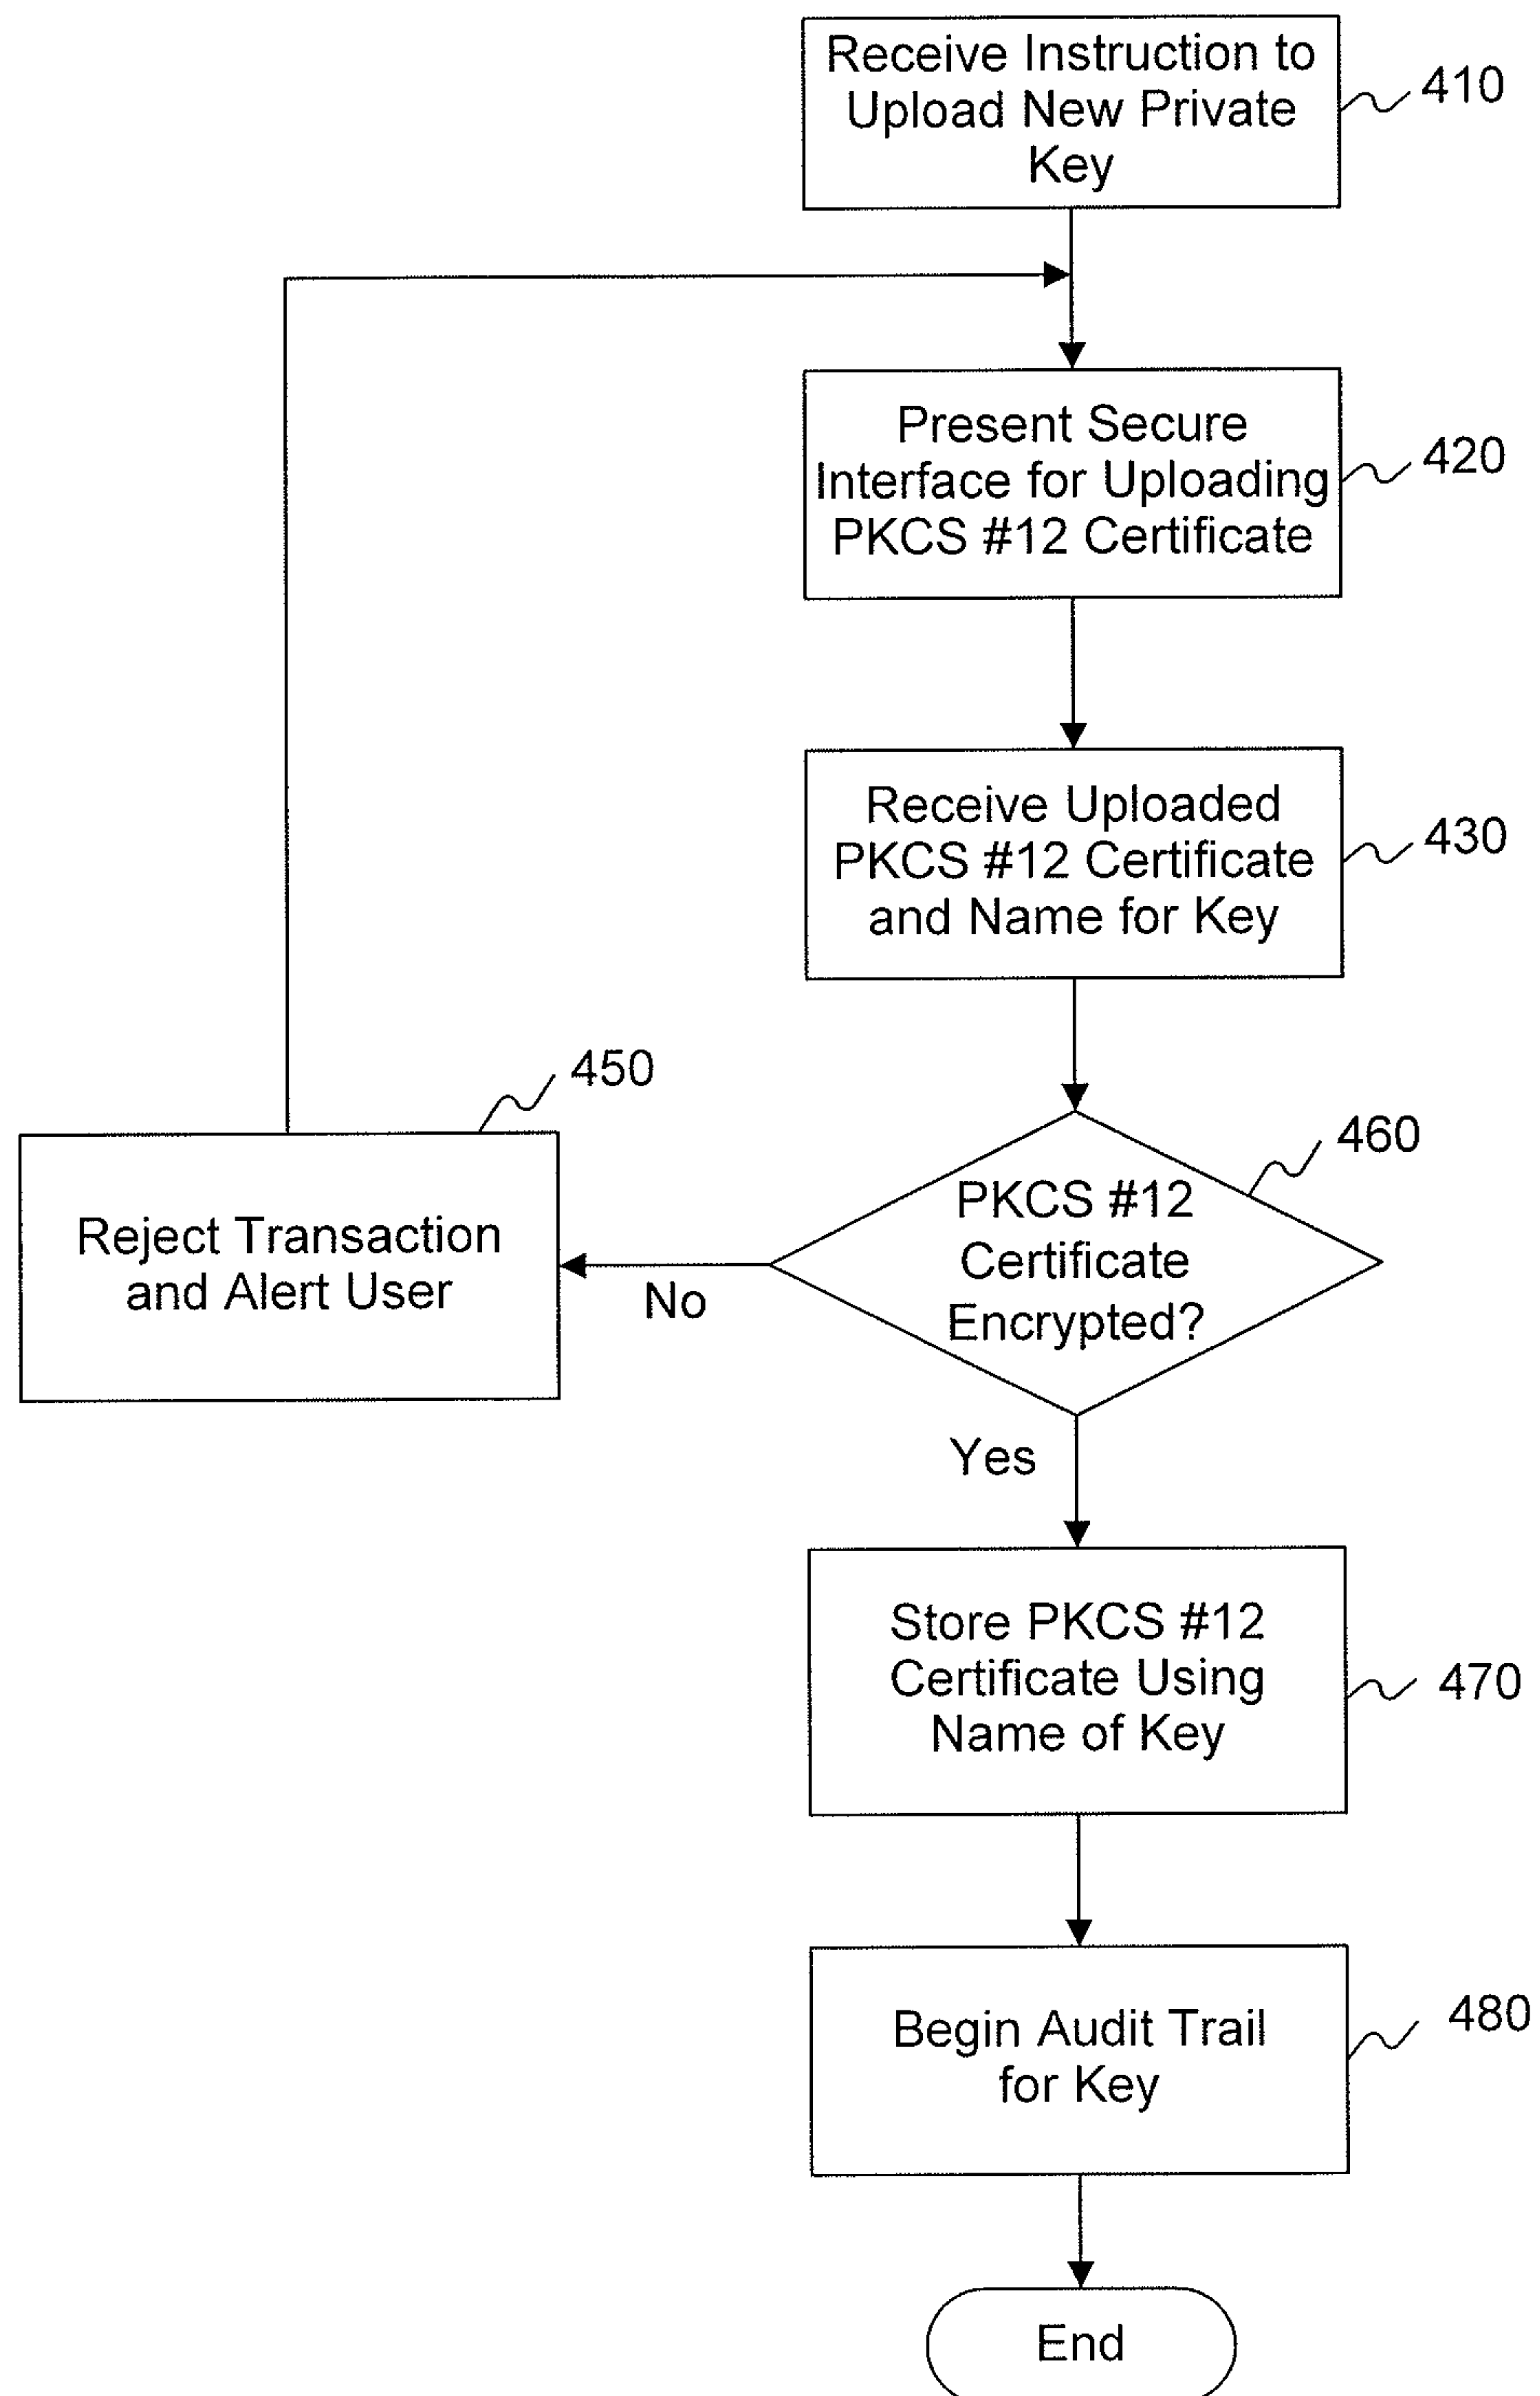 Receive Instruction to
Upload New Private
Key
410
Present Secure
Interface for Uploading
PKCS #12 Certificate
420
Receive Uploaded
PKCS #12 Certificate
and Name for Key
430
450
Reject Transaction
and Alert User
No
460
PKCS #12
Certificate
Encrypted?
Yes
Store PKCS #12
Certificate Using
Name of Key
470
Begin Audit Trail
for Key
480
End